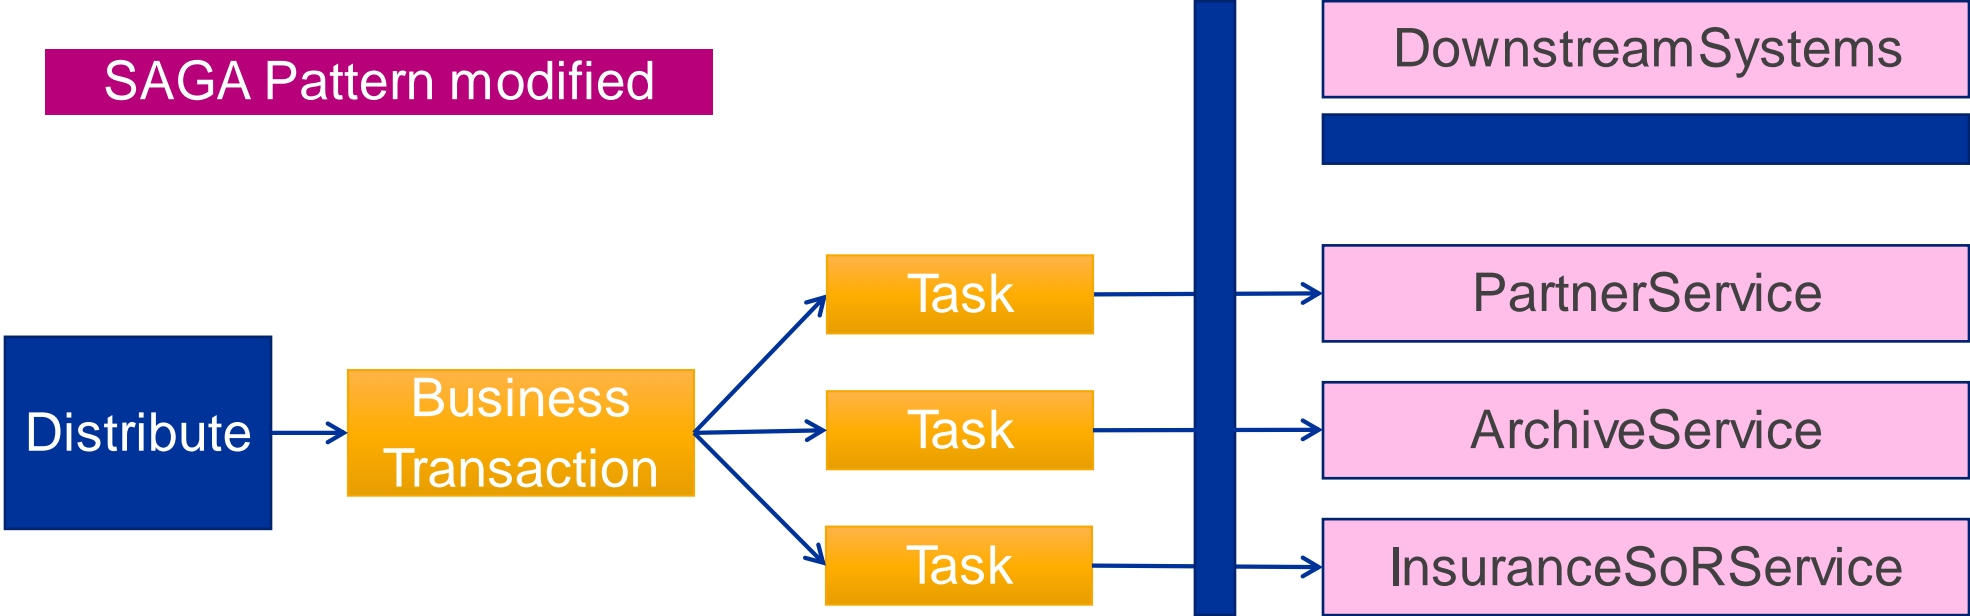 SAGA Pattern modified
DownstreamSystems
Task
PartnerService
Distribute
Business
Transaction
Task
ArchiveService
Task
InsuranceSoRService